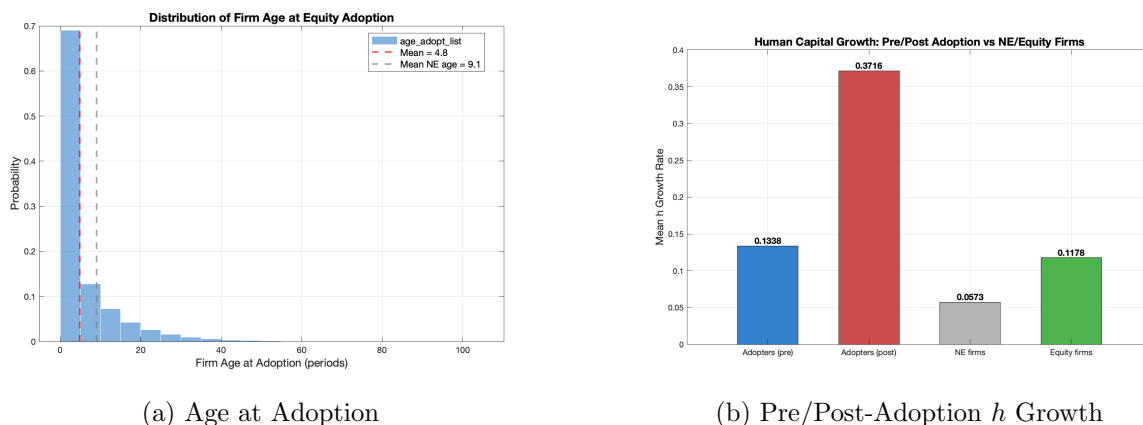 Distribution of Firm Age at Equity Adoption
0.7
0.6
0.5
0.4
0.3
0.2
0.1
0
Probability
age_adopt_list
Mean = 4.8
Mean NE age = 9.1
0 20 40 60 80 100
Firm Age at Adoption (periods)
(a) Age at Adoption
Human Capital Growth: Pre/Post Adoption vs NE/Equity Firms
0.4
0.35
0.3
0.25
0.2
0.15
0.1
0.05
0
Mean h Growth Rate
0.1338
0.3716
0.0573
0.1178
Adopters (pre) Adopters (post) NE firms Equity firms
(b) Pre/Post-Adoption h Growth